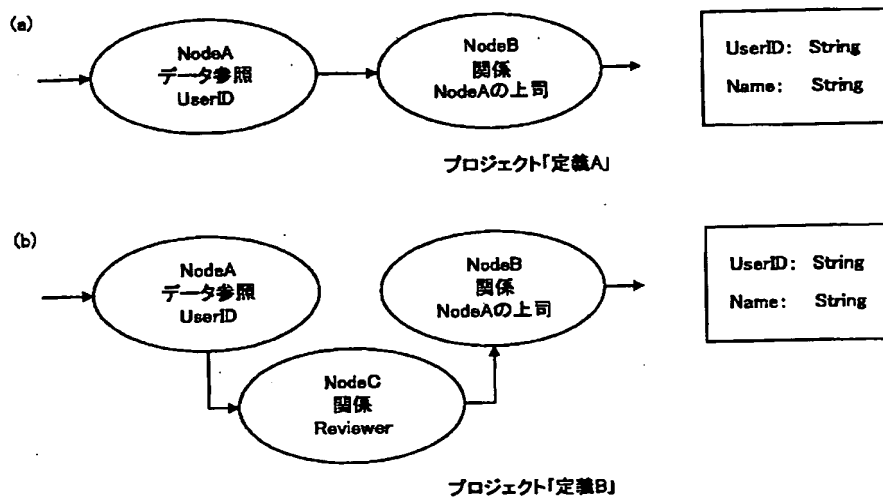 (a)
NodeA
データ参照
UserID
NodeB
関係
NodeAの上司
UserID: String
Name: String
プロジェクト「定義A」
(b)
NodeA
データ参照
UserID
NodeB
関係
NodeAの上司
UserID: String
Name: String
NodeC
関係
Reviewer
プロジェクト「定義B」